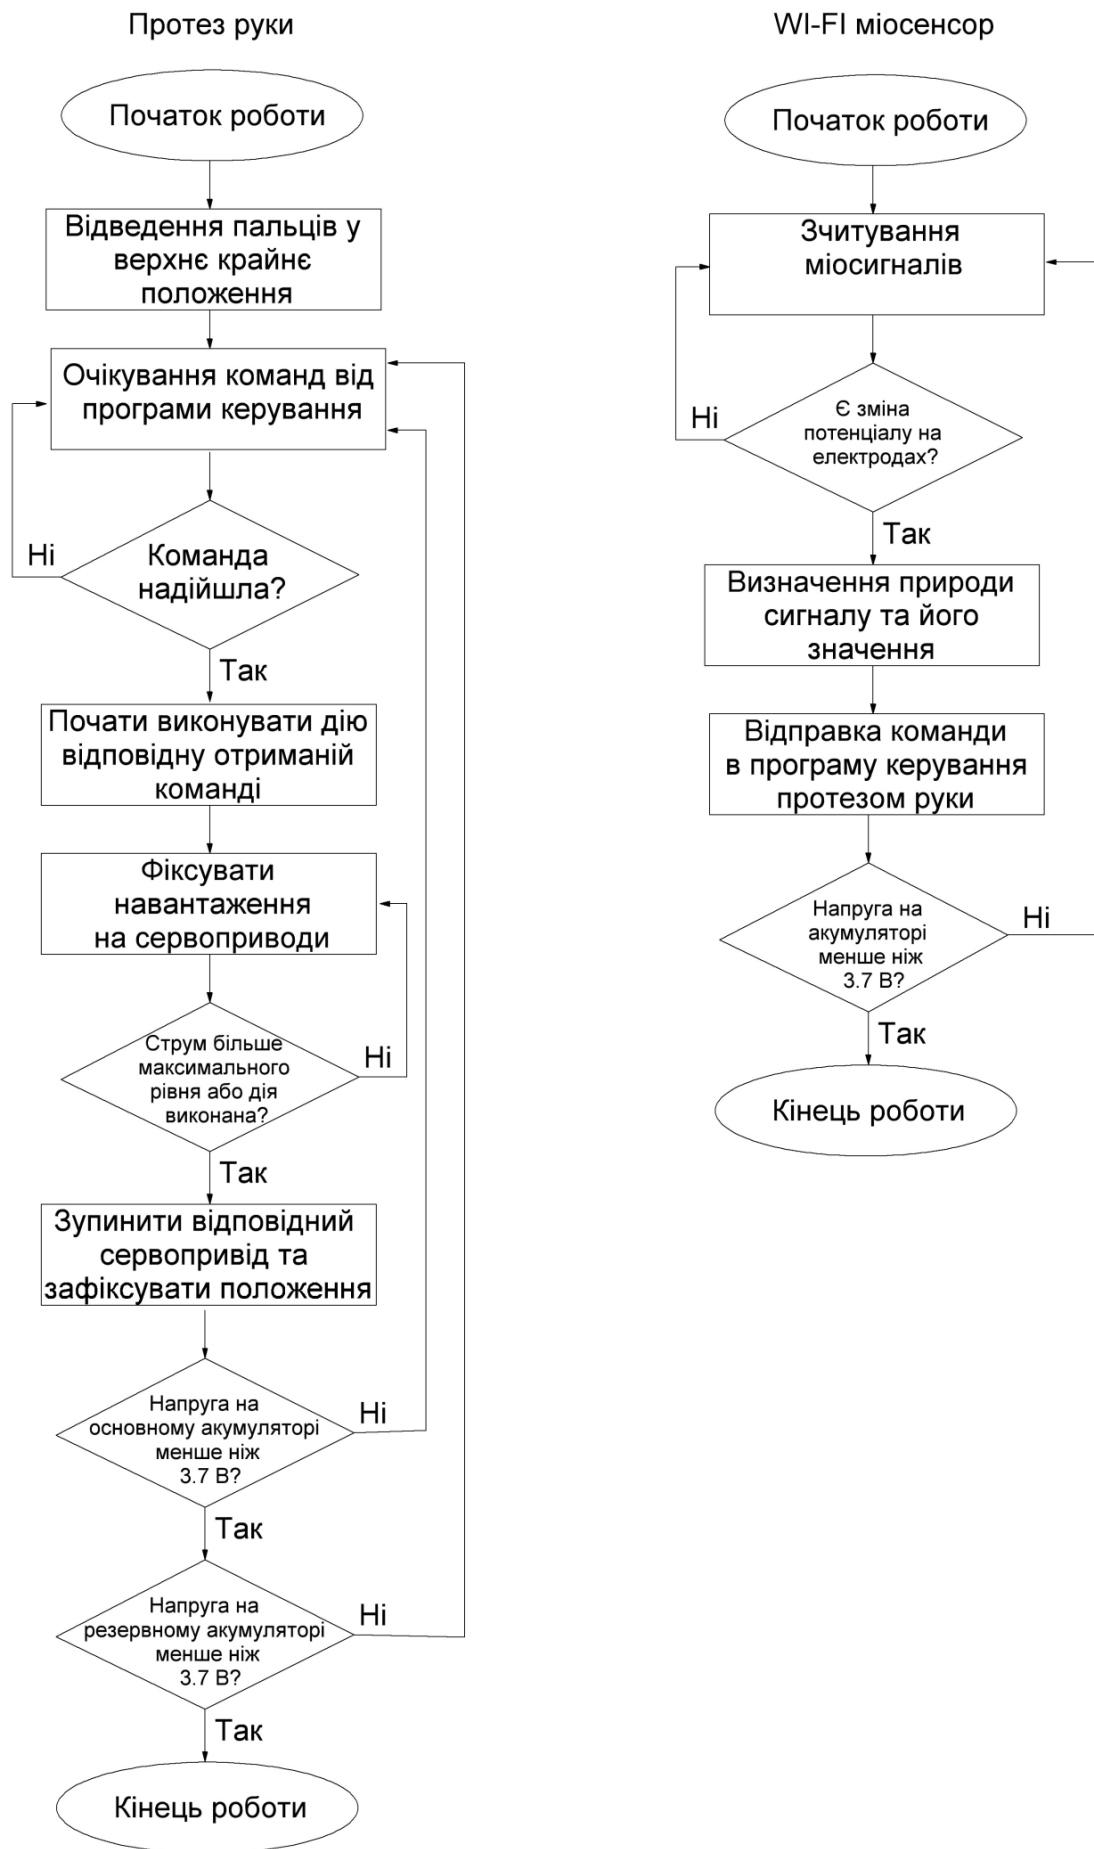 Протез руки
Початок роботи
Відведення пальців у
верхнє крайнє
положення
Очікування команд від
програми керування
Ні
Команда
надійшла?
Так
Почати виконувати дію
відповідну отриманій
команді
Фіксувати
навантаження
на сервоприводи
Струм більше
максимального
рівня або дія
виконана?
Ні
Так
Зупинити відповідний
сервопривід та
зафіксувати положення
Напруга на
основному акумуляторі
менше ніж
3.7 В?
Ні
Так
Напруга на
резервному акумуляторі
менше ніж
3.7 В?
Ні
Так
Кінець роботи
WI-FI міосенсор
Початок роботи
Зчитування
міосигналів
Ні
Є зміна
потенціалу на
електродах?
Так
Визначення природи
сигналу та його
значення
Відправка команди
в програму керування
протезом руки
Напруга на
акумуляторі
менше ніж
3.7 В?
Ні
Так
Кінець роботи